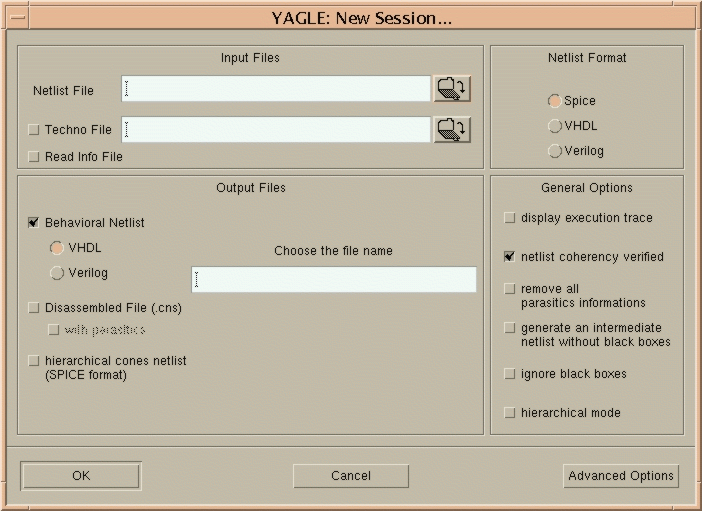 YAGLE: New Session...
Input Files
Netlist File
Techno File
Read Info File
Netlist Format
Spice
VHDL
Verilog
Output Files
Behavioral Netlist
VHDL
Verilog
Choose the file name
Disassembled File (.cns)
with parasitics
hierarchical cones netlist
(SPICE format)
General Options
display execution trace
netlist coherency verified
remove all
parasitics informations
generate an intermediate
netlist without black boxes
ignore black boxes
hierarchical mode
OK
Cancel
Advanced Options